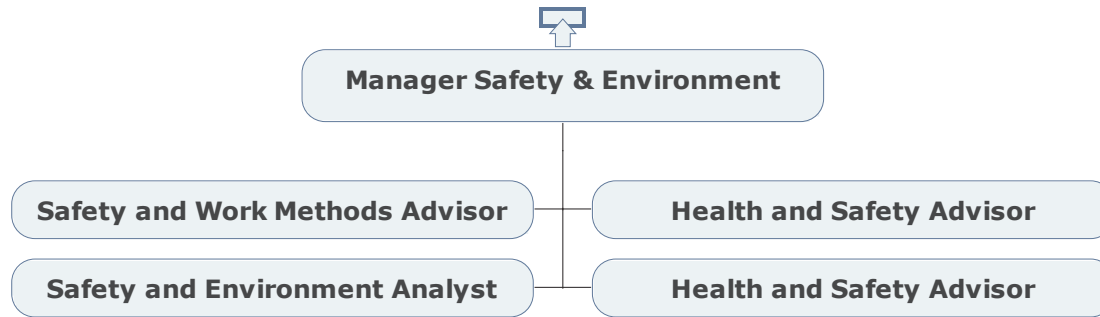 Manager Safety & Environment
Safety and Work Methods Advisor
Health and Safety Advisor
Safety and Environment Analyst
Health and Safety Advisor